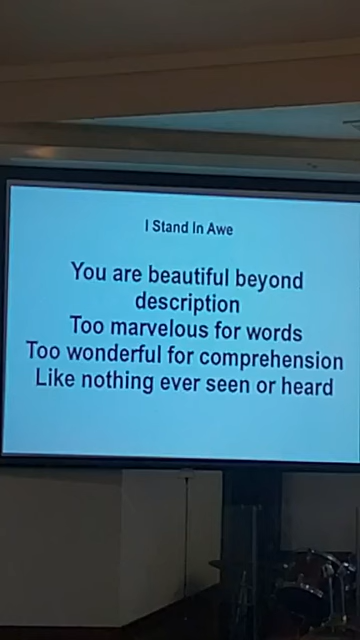 I Stand In Awe
You are beautiful beyond
description
Too marvelous for words
Too wonderful for comprehension
Like nothing ever seen or heard